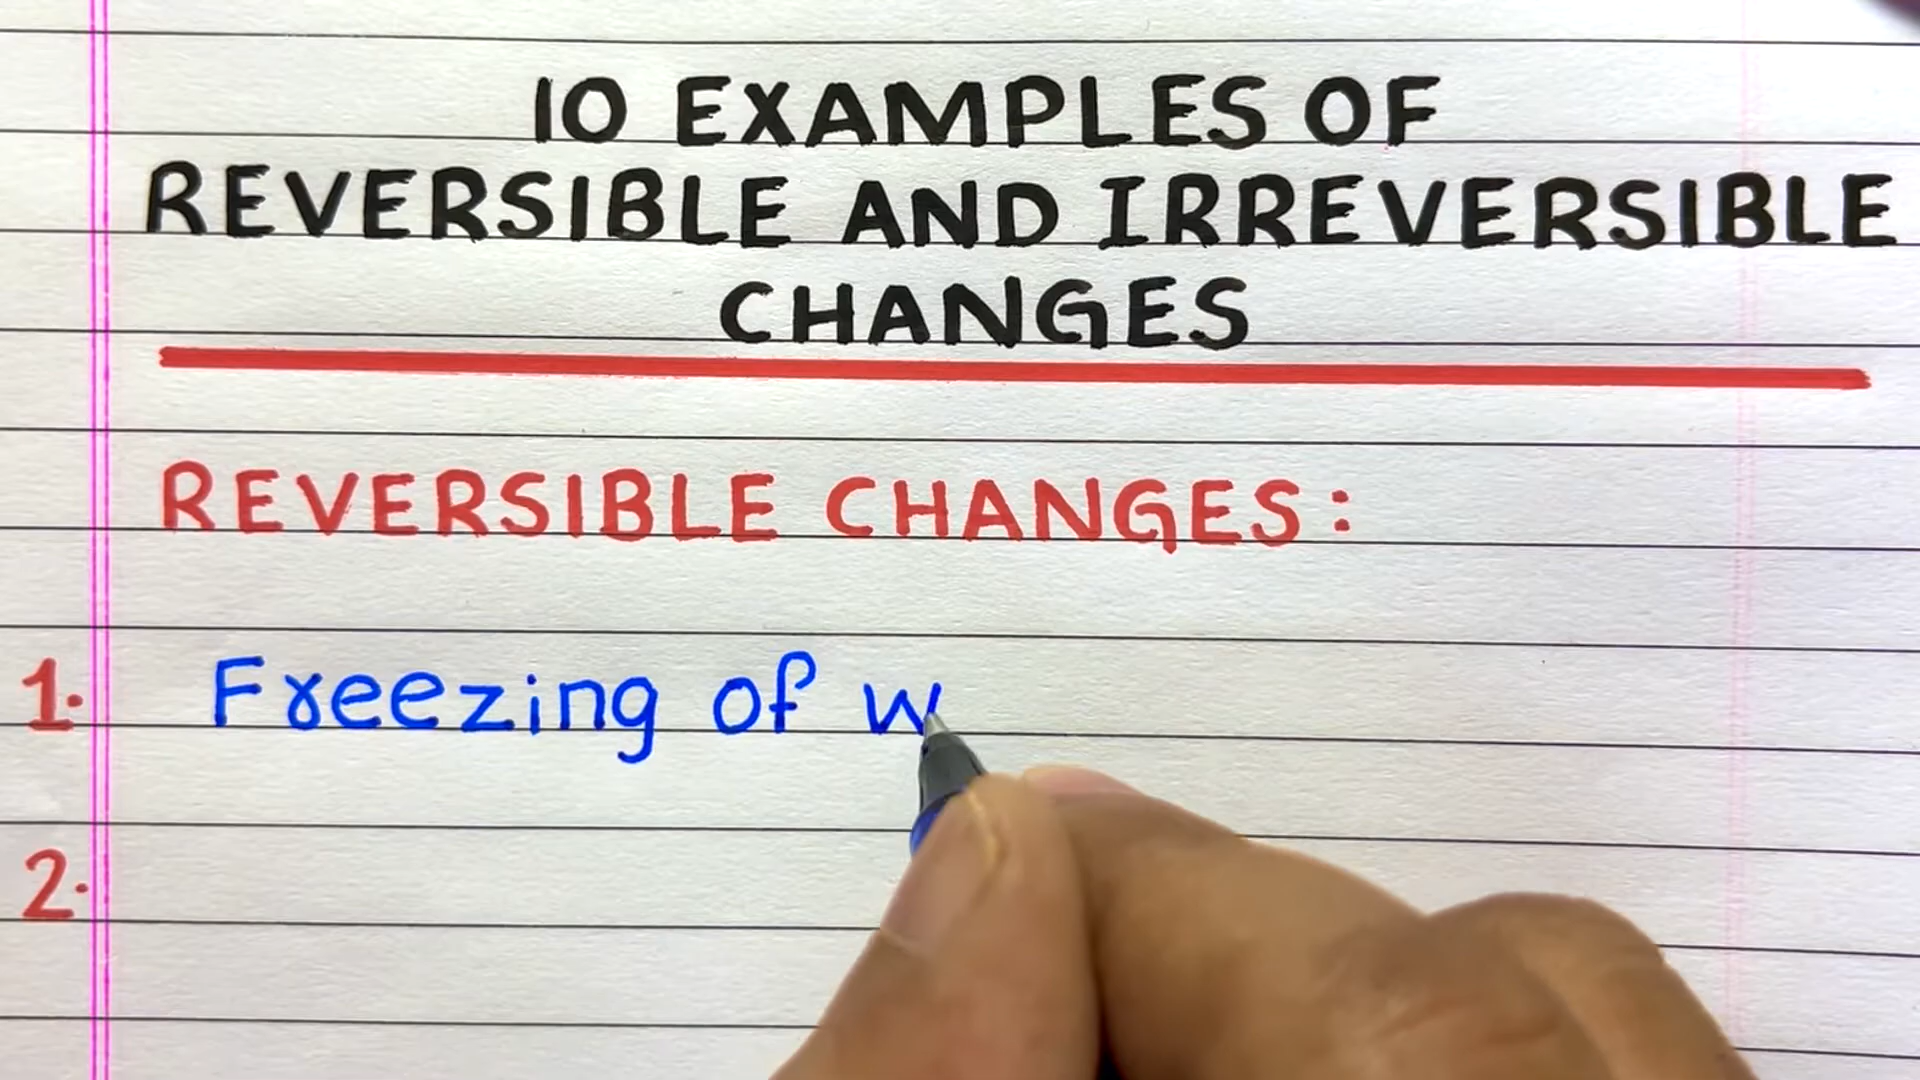 10 EXAMPLES OF
REVERSIBLE AND IRREVERSIBLE
CHANGES
REVERSIBLE CHANGES:
1. Freezing of w
2.